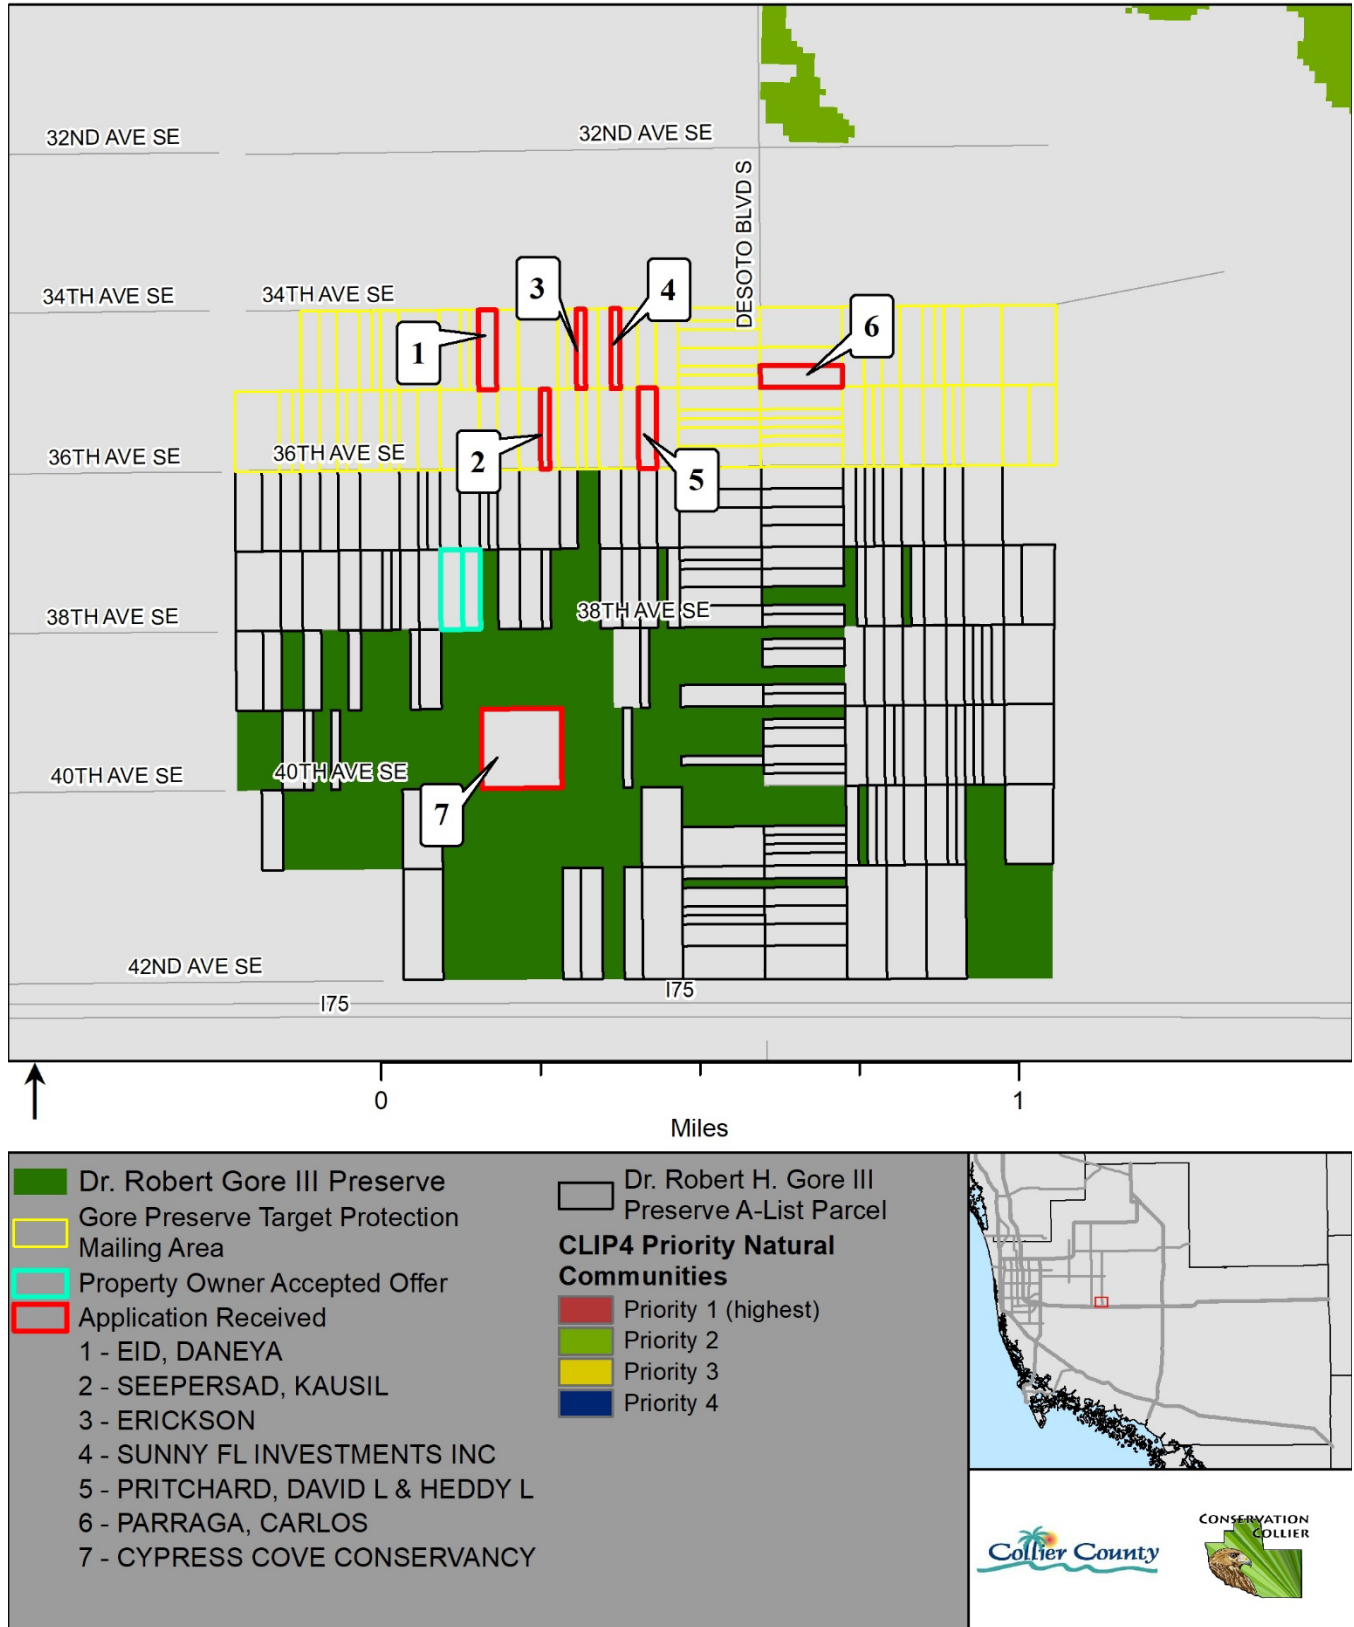 32ND AVE SE
32ND AVE SE
DESOTO BLVD S
34TH AVE SE
34TH AVE SE
3
4
1
6
36TH AVE SE
36TH AVE SE
2
5
38TH AVE SE
38TH AVE SE
40TH AVE SE
40TH AVE SE
7
42ND AVE SE
I75
I75
0
1
Miles
Dr. Robert Gore III Preserve
Gore Preserve Target Protection
Mailing Area
Property Owner Accepted Offer
Application Received
1 - EID, DANEYA
2 - SEEPERSAD, KAUSIL
3 - ERICKSON
4 - SUNNY FL INVESTMENTS INC
5 - PRITCHARD, DAVID L & HEDDY L
6 - PARRAGA, CARLOS
7 - CYPRESS COVE CONSERVANCY
Dr. Robert H. Gore III
Preserve A-List Parcel
CLIP4 Priority Natural
Communities
Priority 1 (highest)
Priority 2
Priority 3
Priority 4
Collier County
CONSERVATION
COLLIER